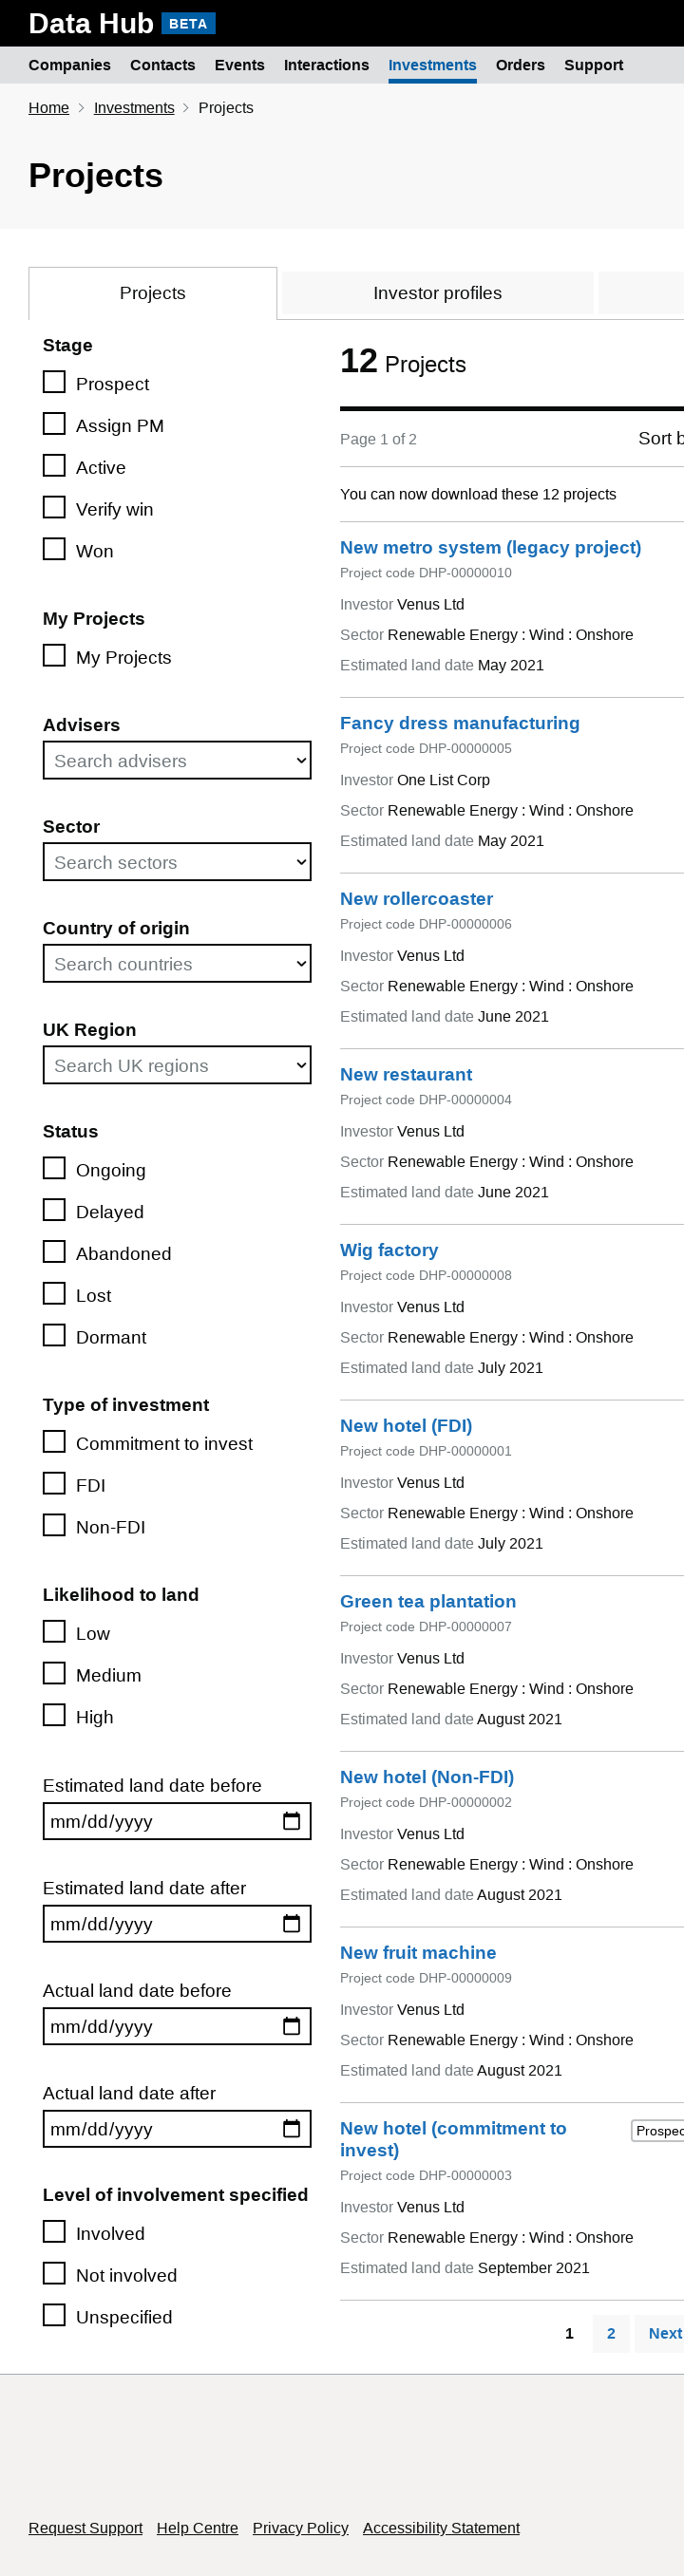 Data Hub BETA
Companies Contacts Events Interactions Investments Orders Support
Home Investments Projects
Projects
Projects Investor profiles
Stage
Prospect
Assign PM
Active
Verify win
Won
My Projects
My Projects
Advisers
Search advisers
Sector
Search sectors
Country of origin
Search countries
UK Region
Search UK regions
Status
Ongoing
Delayed
Abandoned
Lost
Dormant
Type of investment
Commitment to invest
FDI
Non-FDI
Likelihood to land
Low
Medium
High
Estimated land date before
mm/dd/yyyy
Estimated land date after
mm/dd/yyyy
Actual land date before
mm/dd/yyyy
Actual land date after
mm/dd/yyyy
Level of involvement specified
Involved
Not involved
Unspecified
12 Projects
Page 1 of 2 Sort
You can now download these 12 projects
New metro system (legacy project)
Project code DHP-00000010
Investor Venus Ltd
Sector Renewable Energy : Wind : Onshore
Estimated land date May 2021
Fancy dress manufacturing
Project code DHP-00000005
Investor One List Corp
Sector Renewable Energy : Wind : Onshore
Estimated land date May 2021
New rollercoaster
Project code DHP-00000006
Investor Venus Ltd
Sector Renewable Energy : Wind : Onshore
Estimated land date June 2021
New restaurant
Project code DHP-00000004
Investor Venus Ltd
Sector Renewable Energy : Wind : Onshore
Estimated land date June 2021
Wig factory
Project code DHP-00000008
Investor Venus Ltd
Sector Renewable Energy : Wind : Onshore
Estimated land date July 2021
New hotel (FDI)
Project code DHP-00000001
Investor Venus Ltd
Sector Renewable Energy : Wind : Onshore
Estimated land date July 2021
Green tea plantation
Project code DHP-00000007
Investor Venus Ltd
Sector Renewable Energy : Wind : Onshore
Estimated land date August 2021
New hotel (Non-FDI)
Project code DHP-00000002
Investor Venus Ltd
Sector Renewable Energy : Wind : Onshore
Estimated land date August 2021
New fruit machine
Project code DHP-00000009
Investor Venus Ltd
Sector Renewable Energy : Wind : Onshore
Estimated land date August 2021
New hotel (commitment to
invest)
Project code DHP-00000003
Investor Venus Ltd
Sector Renewable Energy : Wind : Onshore
Estimated land date September 2021
1 2 Next
Request Support Help Centre Privacy Policy Accessibility Statement